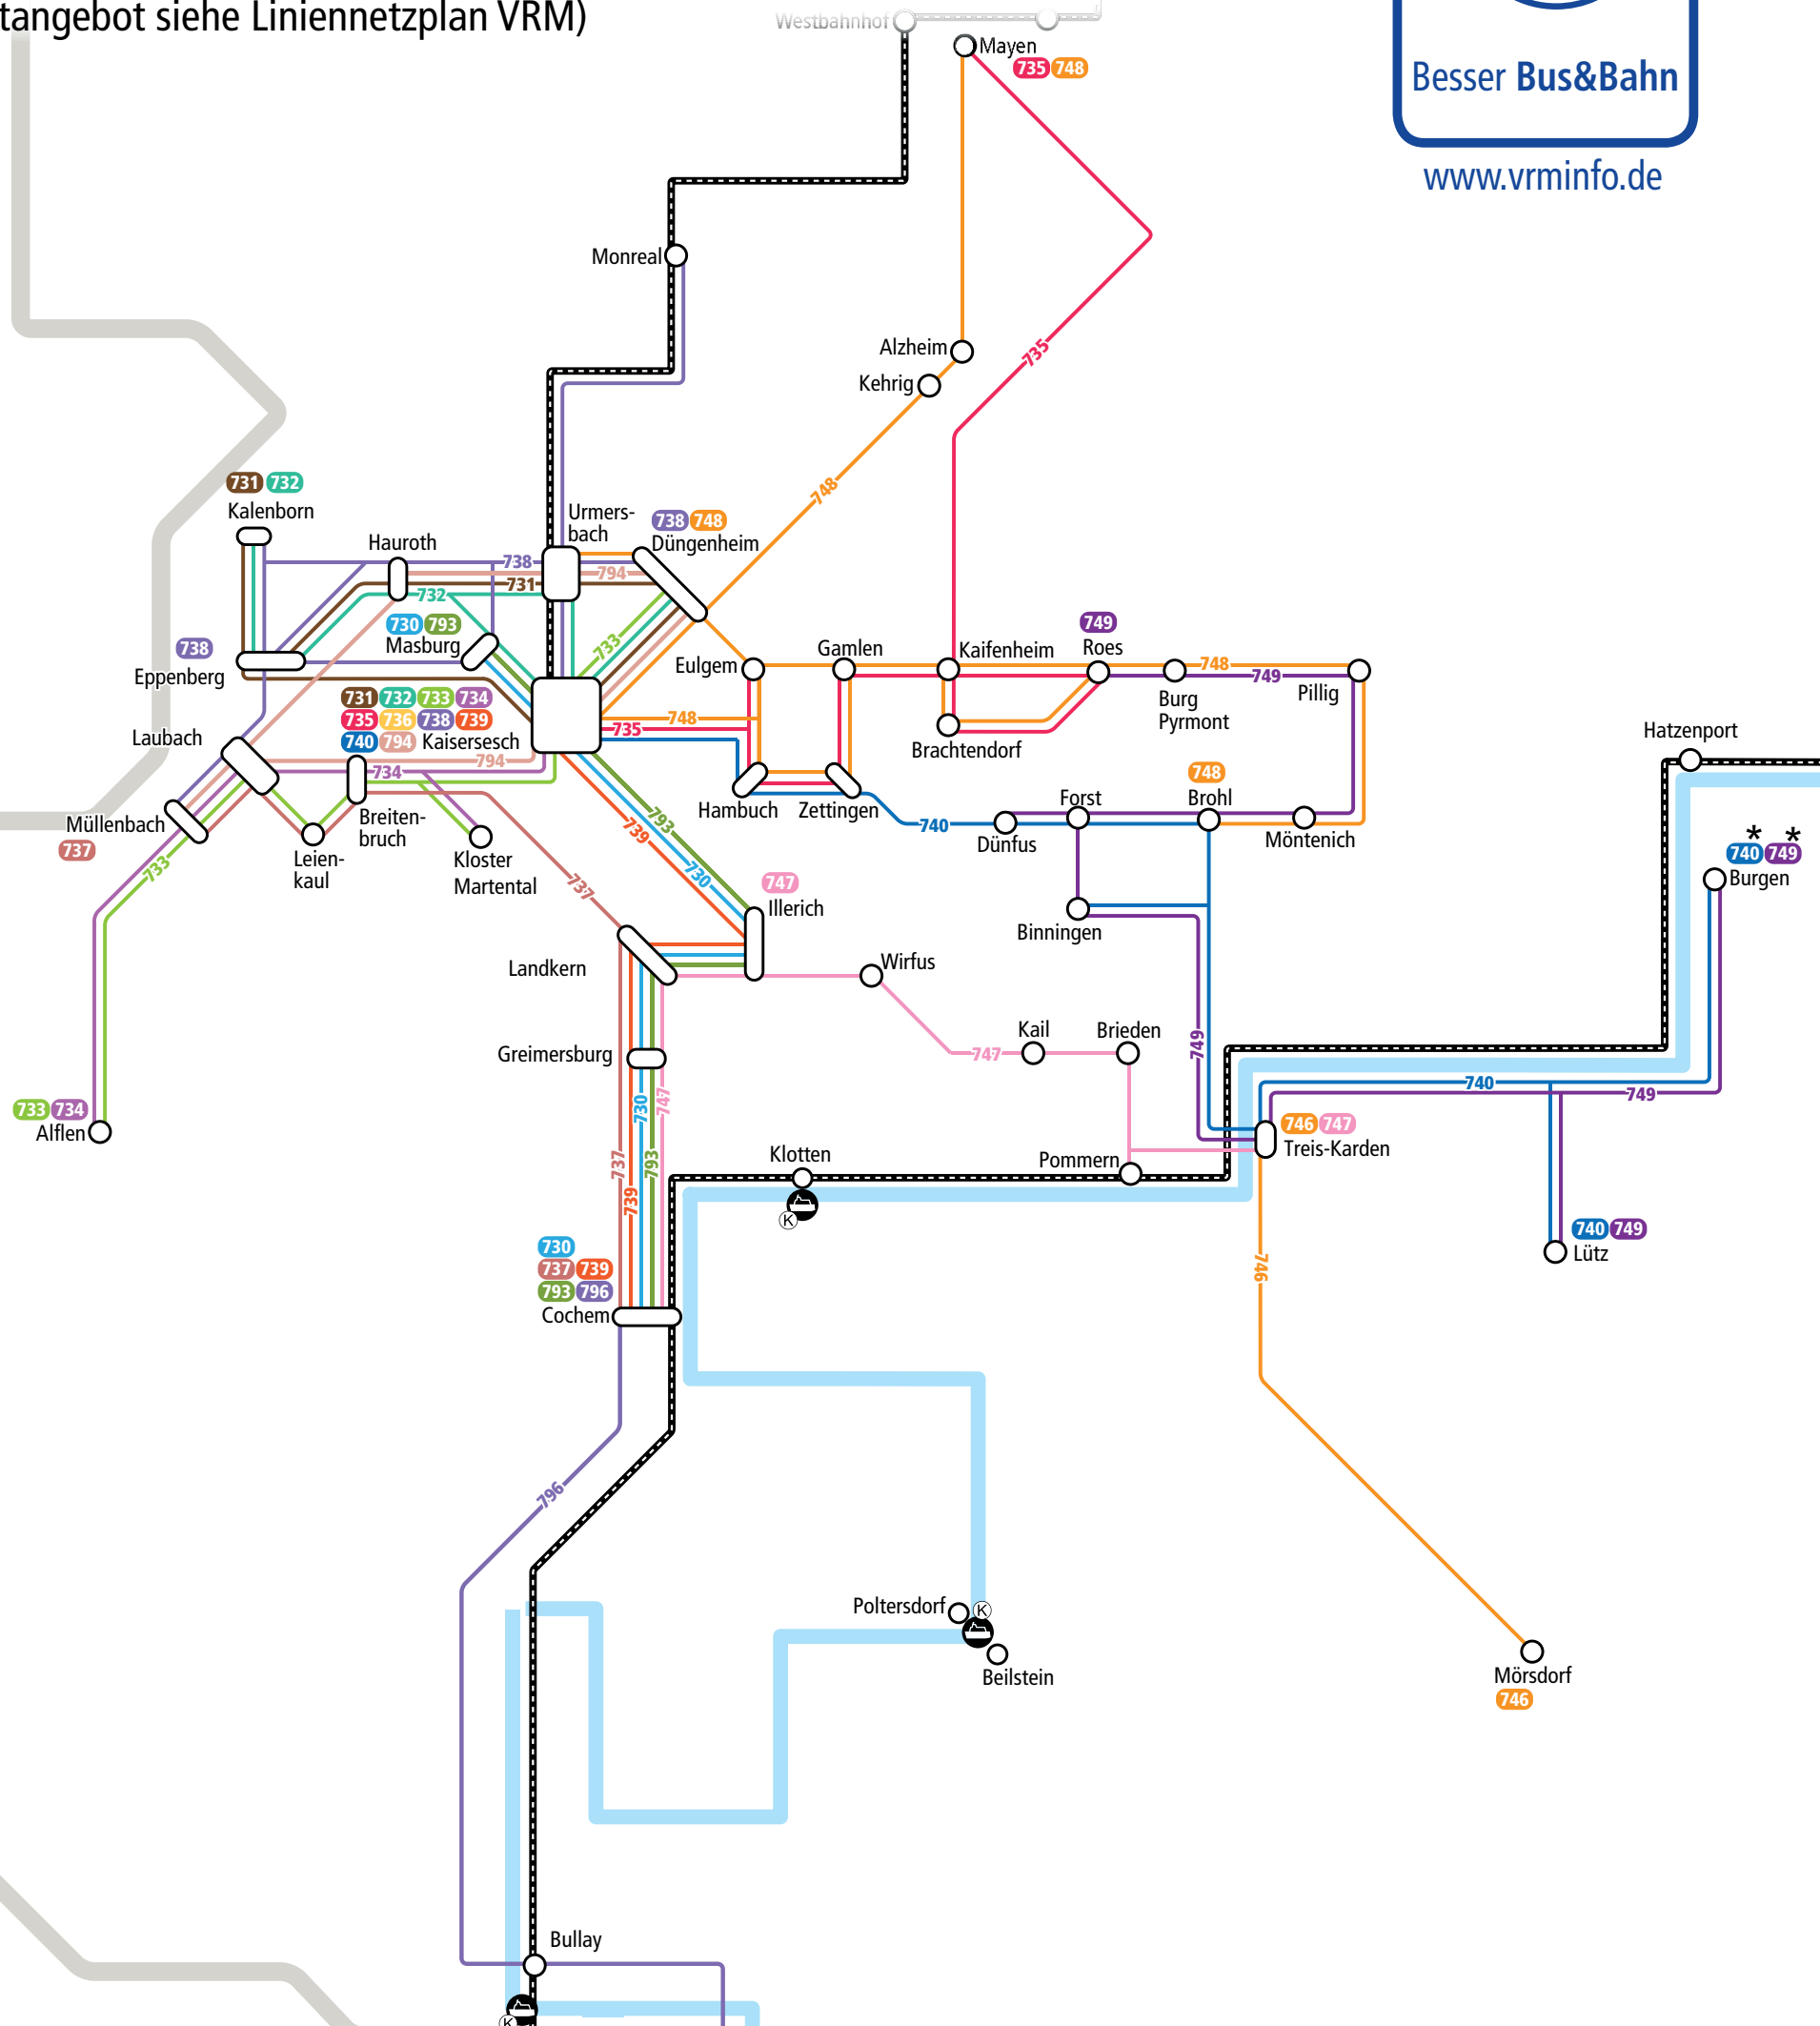 tangebot siehe Liniennetzplan VRM)
Westbahnhof
Mayen
735 748
Besser Bus&Bahn
www.vrminfo.de
Monreal
Alzheim
Kehrig
735
748
731 732
Kalenborn
Hauroth
Urmers-
bach
738 748
Düngenheim
738
794
731
732
730 793
Masburg
733
738
Eppenberg
Eulgem
Gamlen
Kaifenheim
749
Roes
748
749
Burg
Pyrmont
Pillig
731 732 733 734
735 736 738 739
740 794 Kaisersesch
748
735
Brachtendorf
Laubach
794
734
Hatzenport
748
Brohl
Forst
Hambuch
Zettingen
740
Dünfus
Möntenich
Müllenbach
737
Breiten-
bruch
Leien-
kaul
Kloster
Martental
733
793
739
730
737
747
Illerich
* *
740 749
Burgen
Binningen
Landkern
Wirfus
Kail
Brieden
747
749
Greimersburg
740
749
733 734
Alflen
730
747
737
793
739
746 747
Treis-Karden
Klotten
K
Pommern
740 749
Lütz
746
730
737 739
793 796
Cochem
796
Poltersdorf
K
Beilstein
Mörsdorf
746
Bullay
K